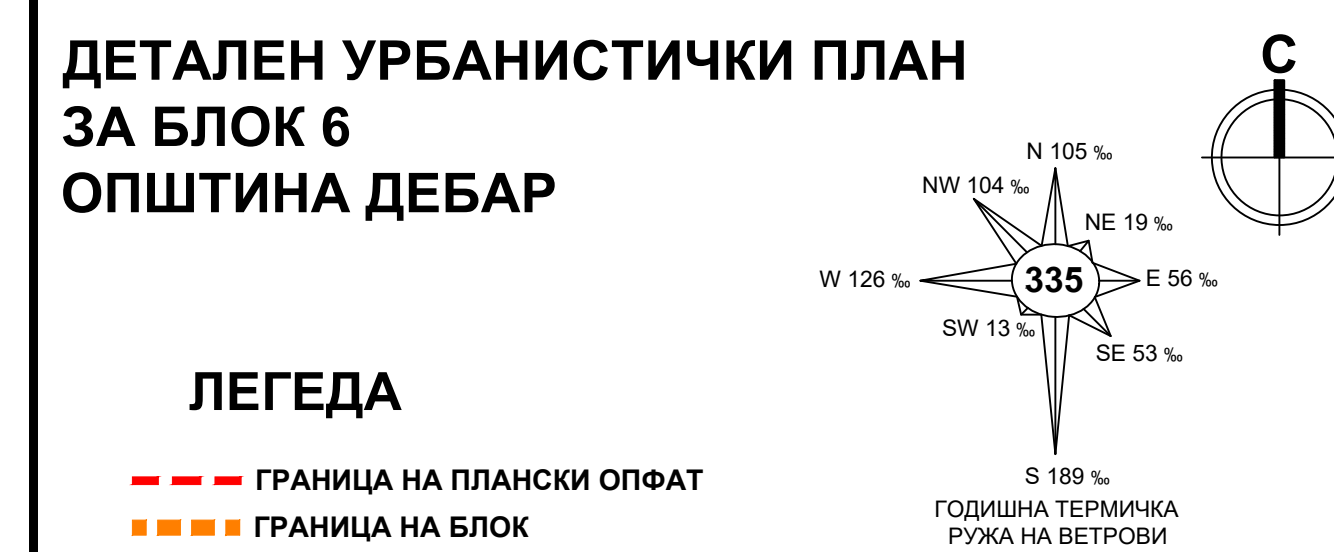 ДЕТАЛЕН УРБАНИСТИЧКИ ПЛАН
ЗА БЛОК 6
ОПШТИНА ДЕБАР
С
N 105 ‰
NW 104 ‰
NE 19 ‰
W 126 ‰
335
E 56 ‰
SW 13 ‰
SE 53 ‰
S 189 ‰
ГОДИШНА ТЕРМИЧКА
РУЖА НА ВЕТРОВИ
ЛЕГЕДА
ГРАНИЦА НА ПЛАНСКИ ОПФАТ
ГРАНИЦА НА БЛОК